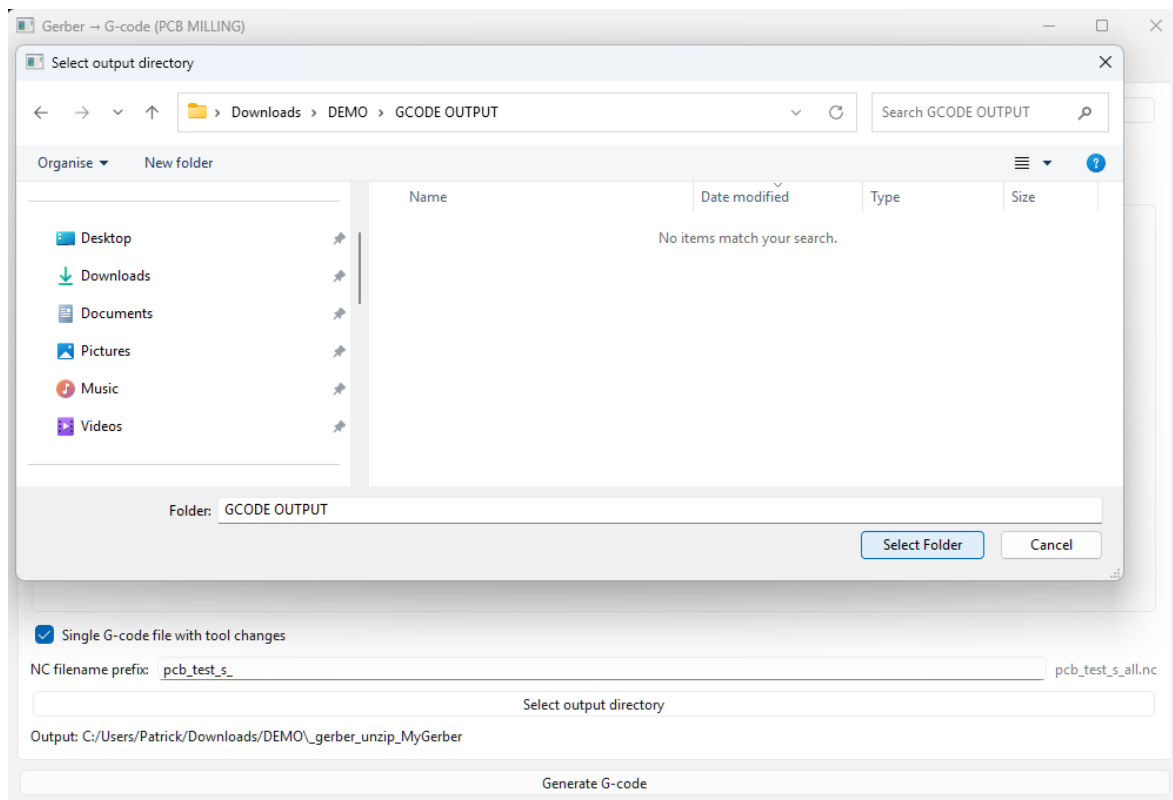 Gerber → G-code (PCB MILLING)
Select output directory
Downloads > DEMO > GCODE OUTPUT
Search GCODE OUTPUT
Organise
New folder
Name Date modified Type Size
No items match your search.
Desktop
Downloads
Documents
Pictures
Music
Videos
Folder: GCODE OUTPUT
Select Folder Cancel
Single G-code file with tool changes
NC filename prefix: pcb_test_s_ pcb_test_s_all.nc
Select output directory
Output: C:/Users/Patrick/Downloads/DEMO\_gerber_unzip_MyGerber
Generate G-code